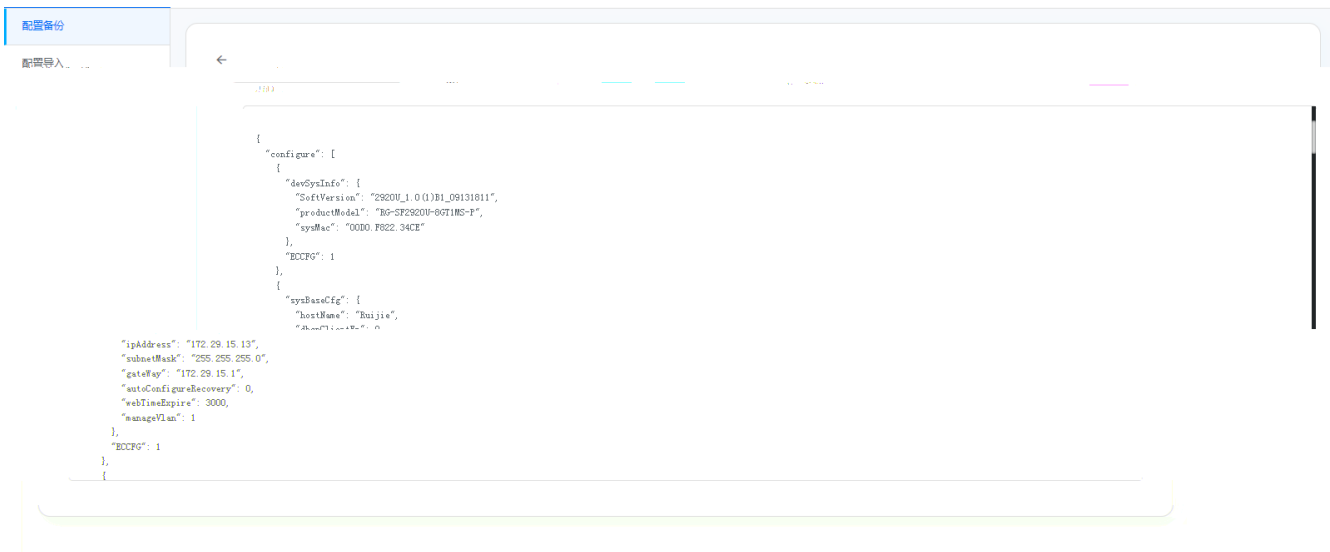 配置备份
配置导入
{
"configure": [
{
"devSysInfo": {
"SoftVersion": "2920U_1.0(1)B1_09131811",
"productModel": "RG-SF2920U-8GT1MS-P",
"sysMac": "00D0.F822.34CE"
},
"ECCFG": 1
},
{
"sysBaseCfg": {
"hostName": "Ruijie",
"ipAddress": "172.29.15.13",
"subnetMask": "255.255.255.0",
"gateWay": "172.29.15.1",
"autoConfigureRecovery": 0,
"webTimeExpire": 3000,
"manageVlan": 1
},
"ECCFG": 1
},
{